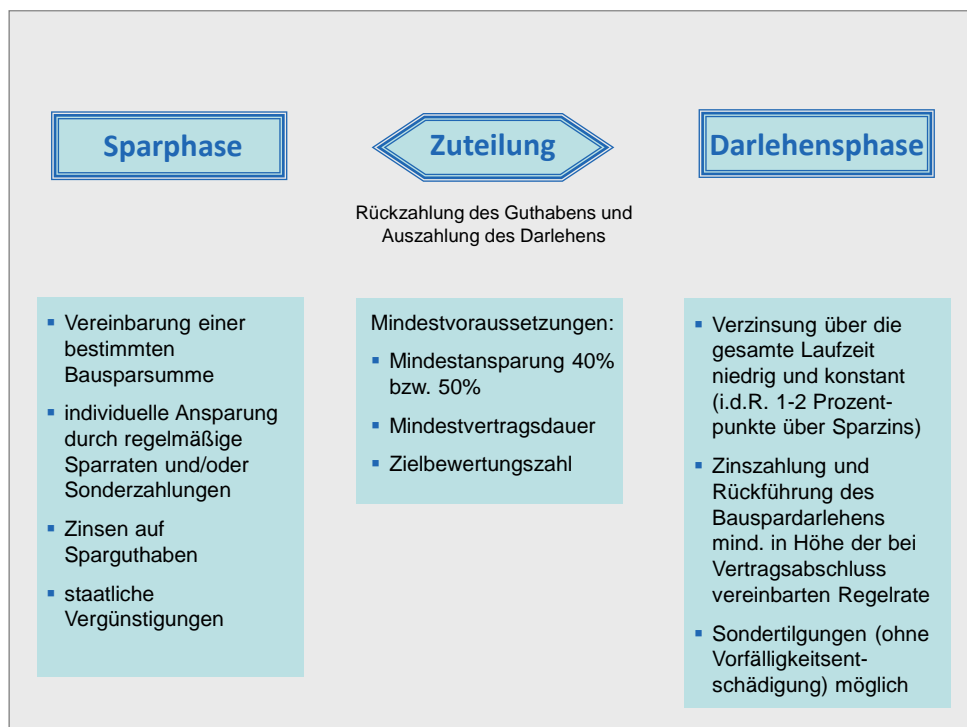 Sparphase
Zuteilung
Darlehensphase
Rückzahlung des Guthabens und
Auszahlung des Darlehens
Vereinbarung einer
bestimmten
Bausparsumme
individuelle Ansparung
durch regelmäßige
Sparraten und/oder
Sonderzahlungen
Zinsen auf
Sparguthaben
staatliche
Vergünstigungen
Mindestvoraussetzungen:
Mindestansparung 40%
bzw. 50%
Mindestvertragsdauer
Zielbewertungszahl
Verzinsung über die
gesamte Laufzeit
niedrig und konstant
(i.d.R. 1-2 Prozent-
punkte über Sparzins)
Zinszahlung und
Rückführung des
Bauspardarlehens
mind. in Höhe der bei
Vertragsabschluss
vereinbarten Regelrate
Sondertilgungen (ohne
Vorfälligkeitsent-
schädigung) möglich